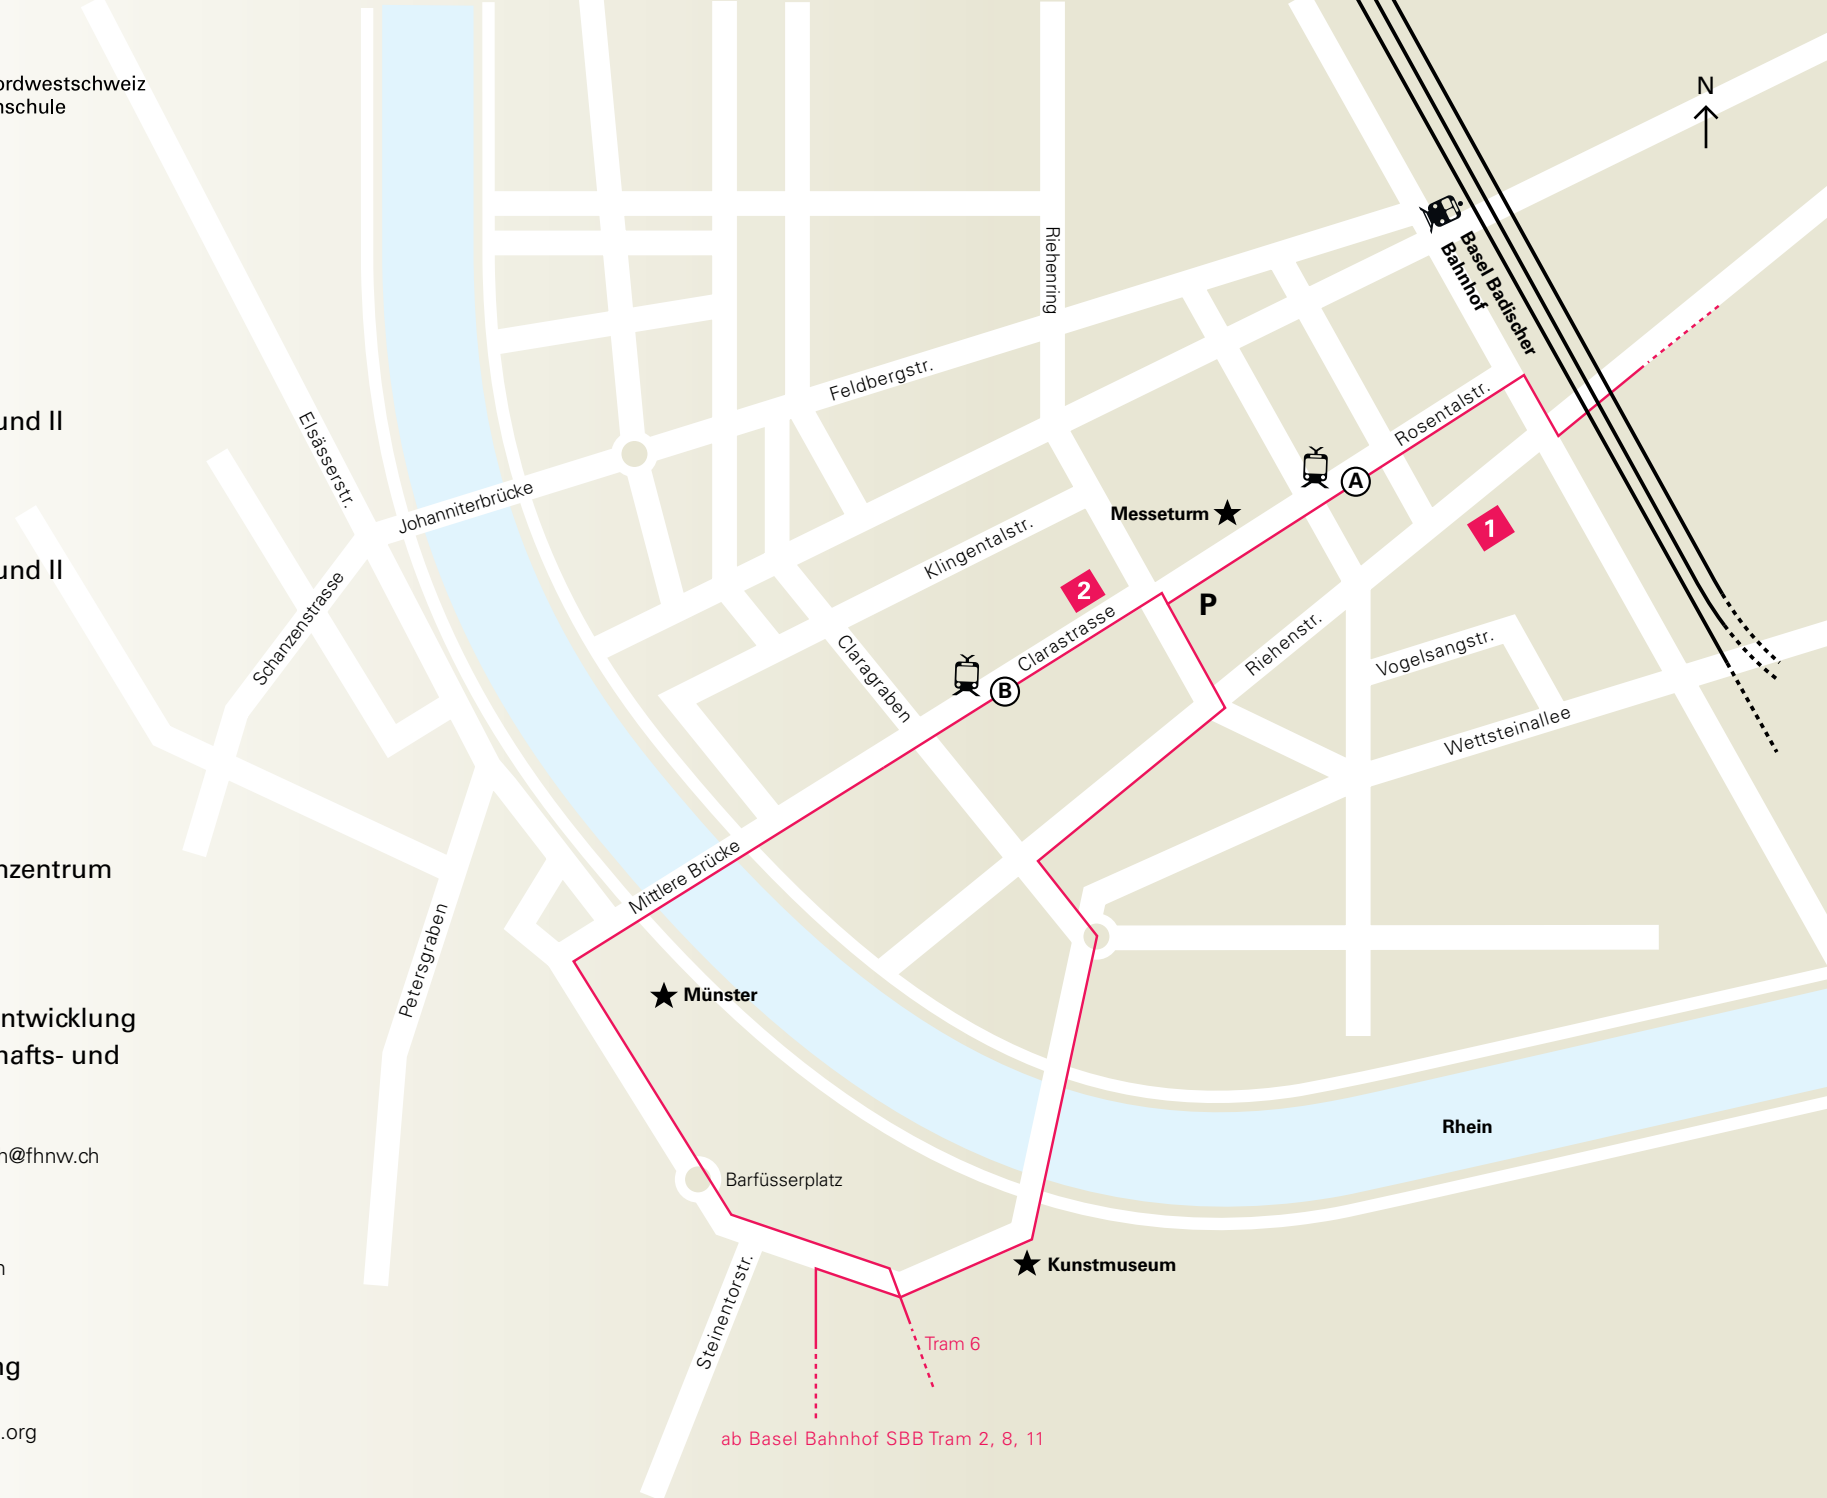 ordwestschweiz
nschule
und II
und II
nzentrum
ntwicklung
hafts- und
n@fhnw.ch
n
ng
.org
N
Riehenring
Basel Badischer
Bahnhof
Feldbergstr.
Rosentalstr.
Elsässerstr.
Johanniterbrücke
A
Messeturm
1
Klingentalstr.
2
P
Schanzenstrasse
Clarastrasse
Claragraben
Riehenstr.
Vogelsangstr.
B
Wettsteinallee
Mittlere Brücke
Petersgraben
Münster
Rhein
Barfüsserplatz
Kunstmuseum
Steinentorstr.
Tram 6
ab Basel Bahnhof SBB Tram 2, 8, 11